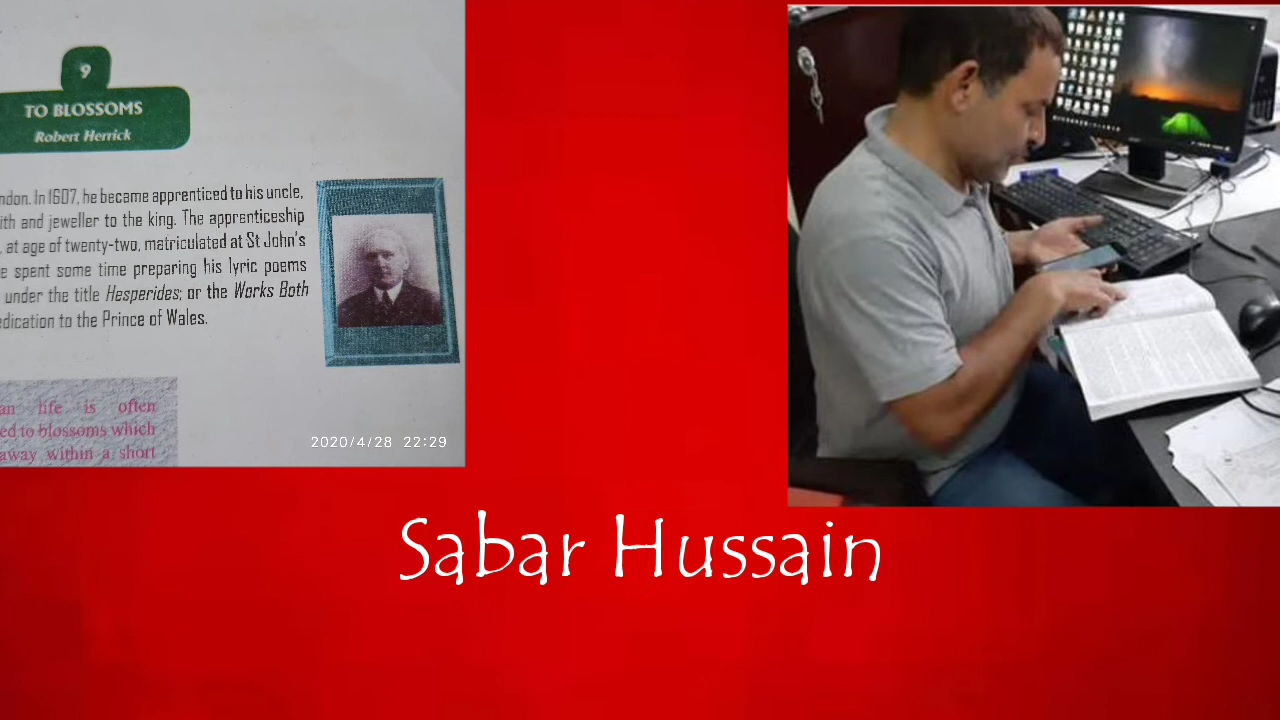 9
TO BLOSSOMS
Robert Herrick
ndon. In 1607, he became apprenticed to his uncle,
ith and jeweller to the king. The apprenticeship
, at age of twenty-two, matriculated at St John's
e spent some time preparing his lyric poems
under the title Hesperides; or the Works Both
edication to the Prince of Wales.
an life is often
ed to blossoms which
away within a short
2020/4/28 22:29
Sabar Hussain